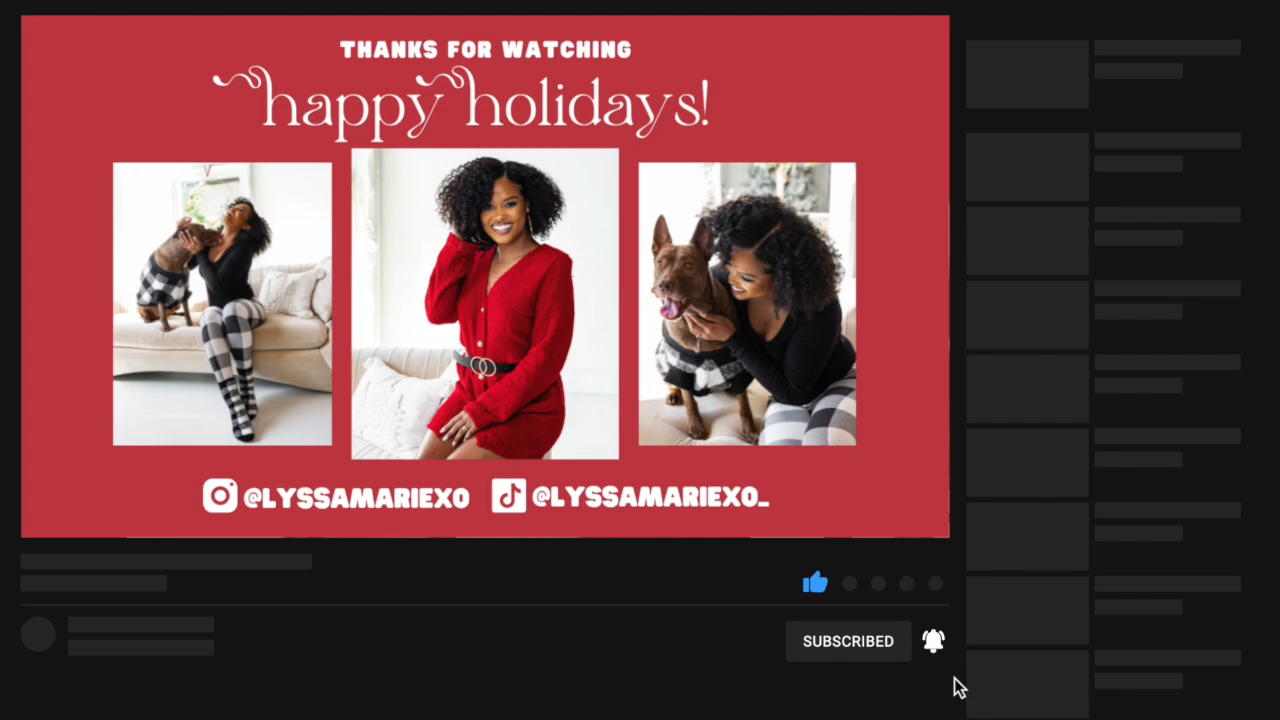 THANKS FOR WATCHING
happy holidays!
@LYSSAMARIEXO @LYSSAMARIEXO_
SUBSCRIBED